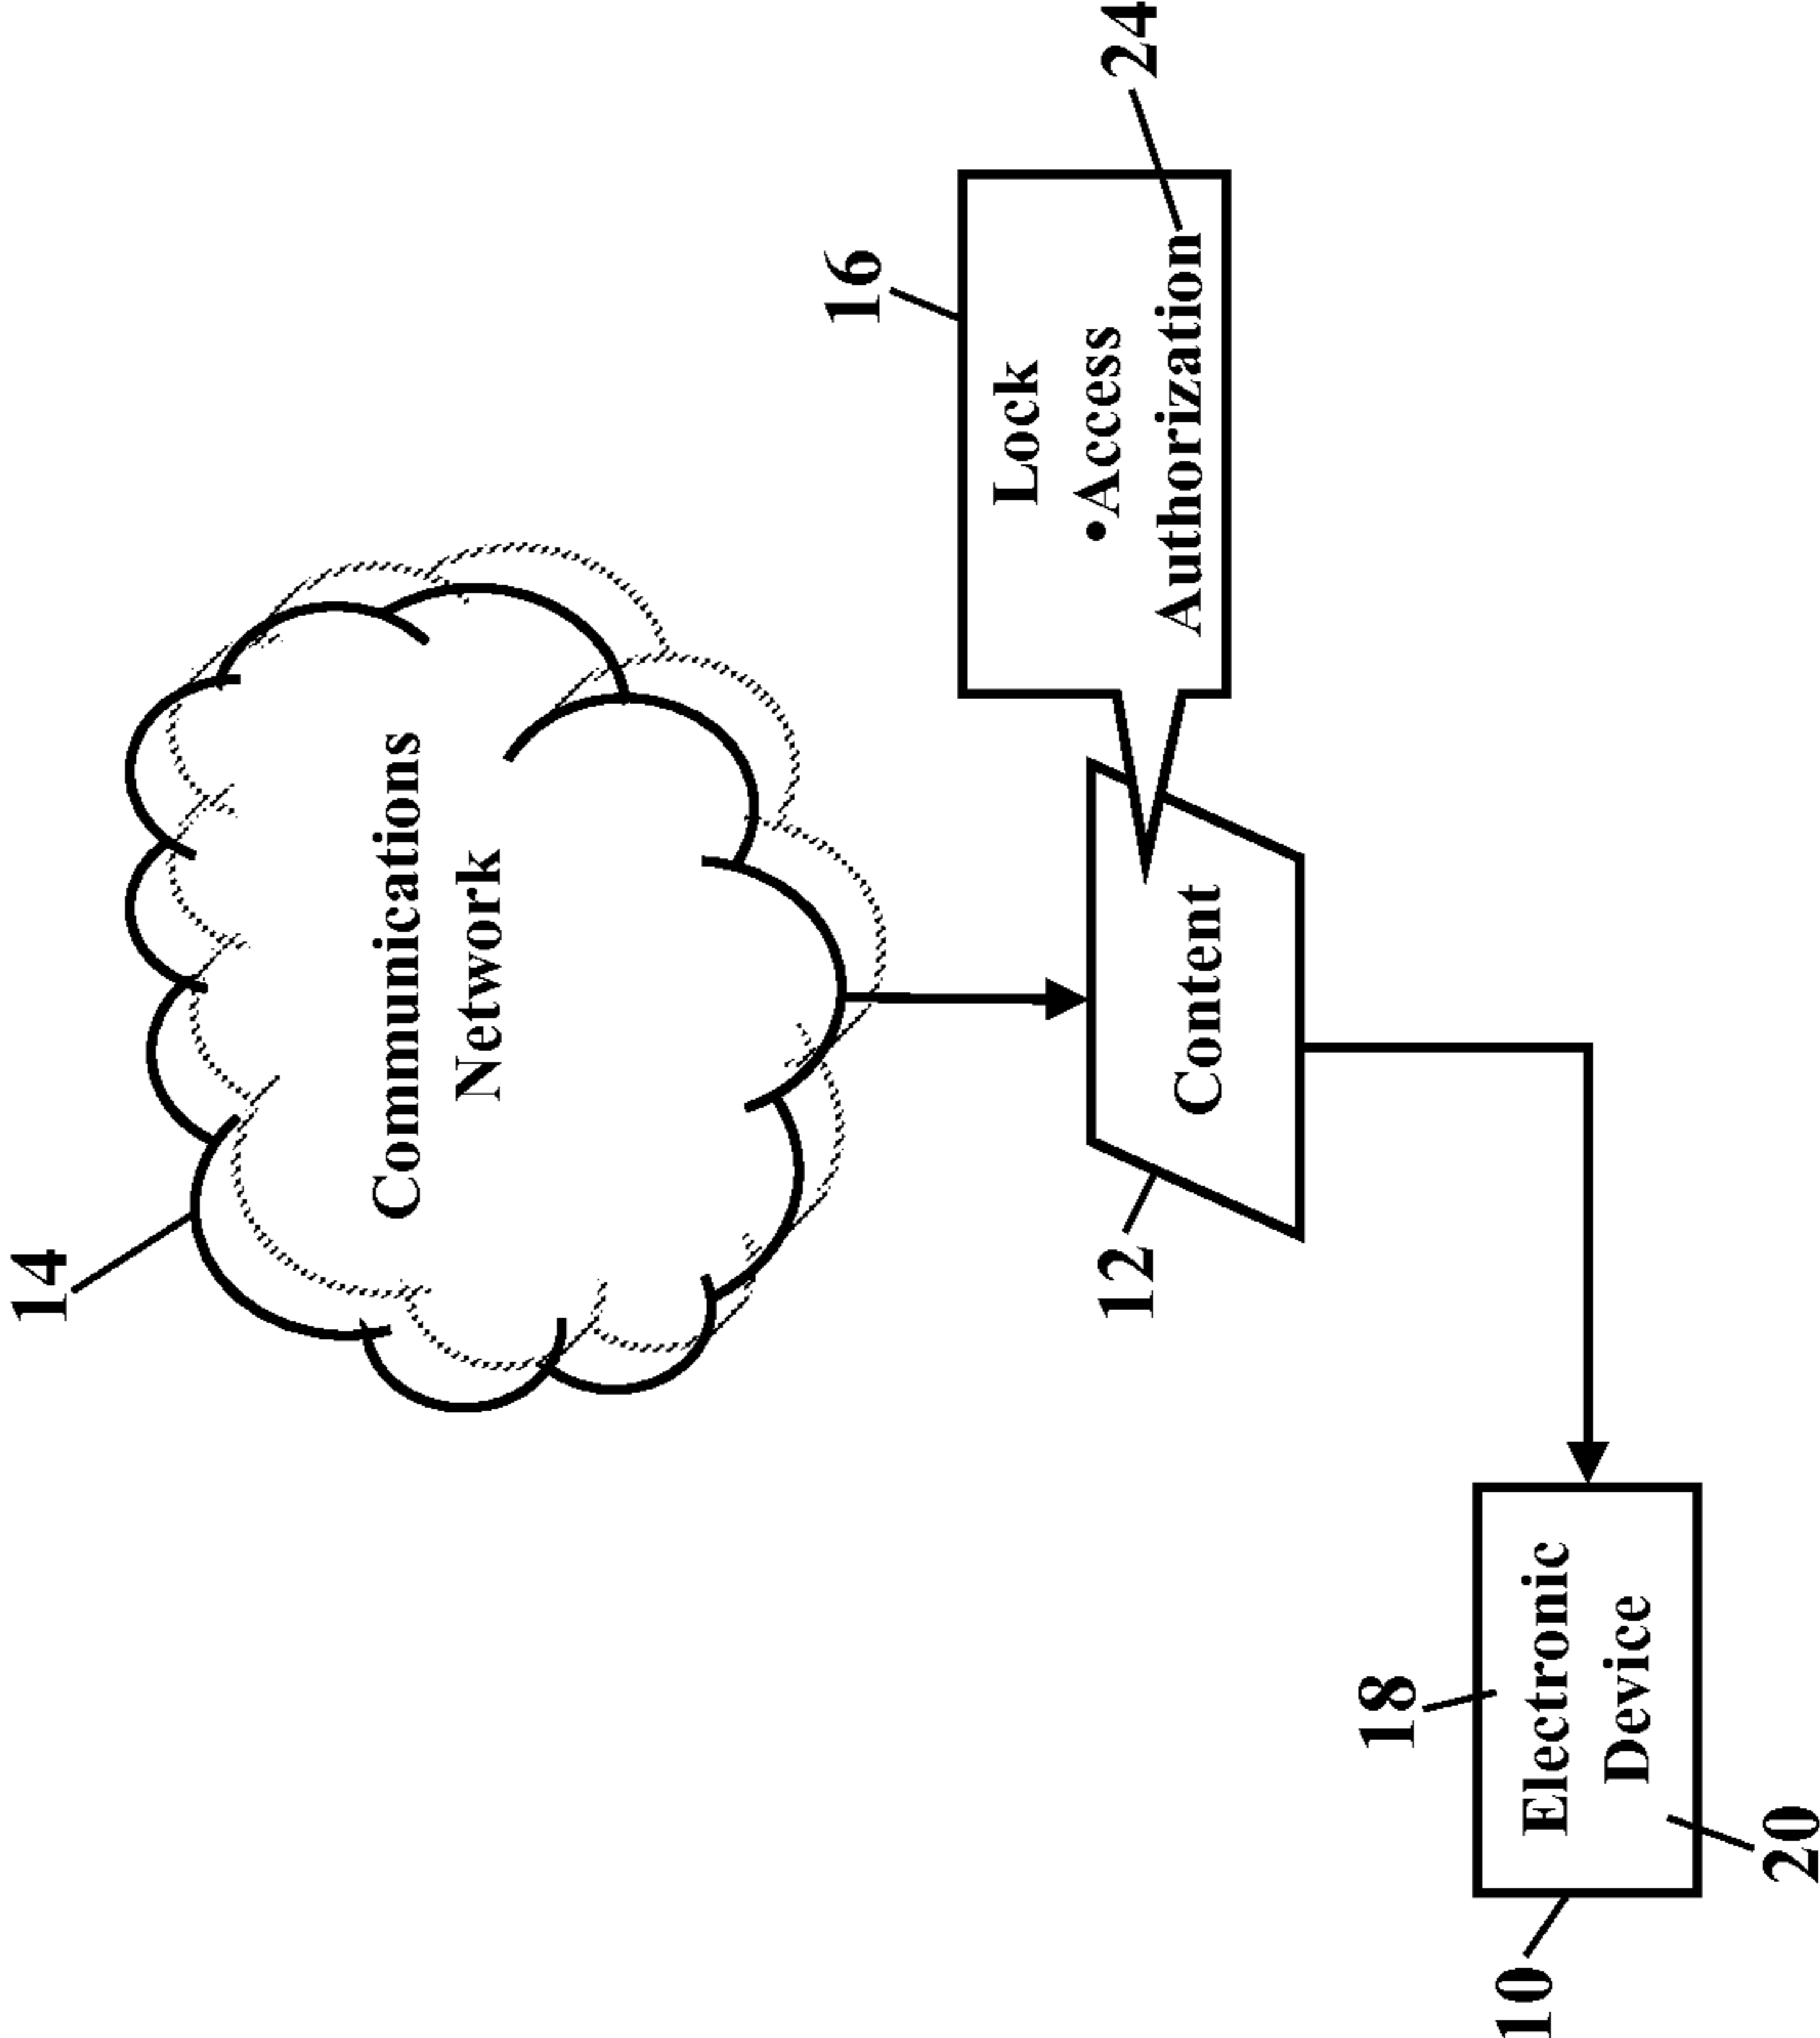 14
Communications
Network
16
Lock
•Access
Authorization
24
12
Content
18
Electronic
Device
10
20